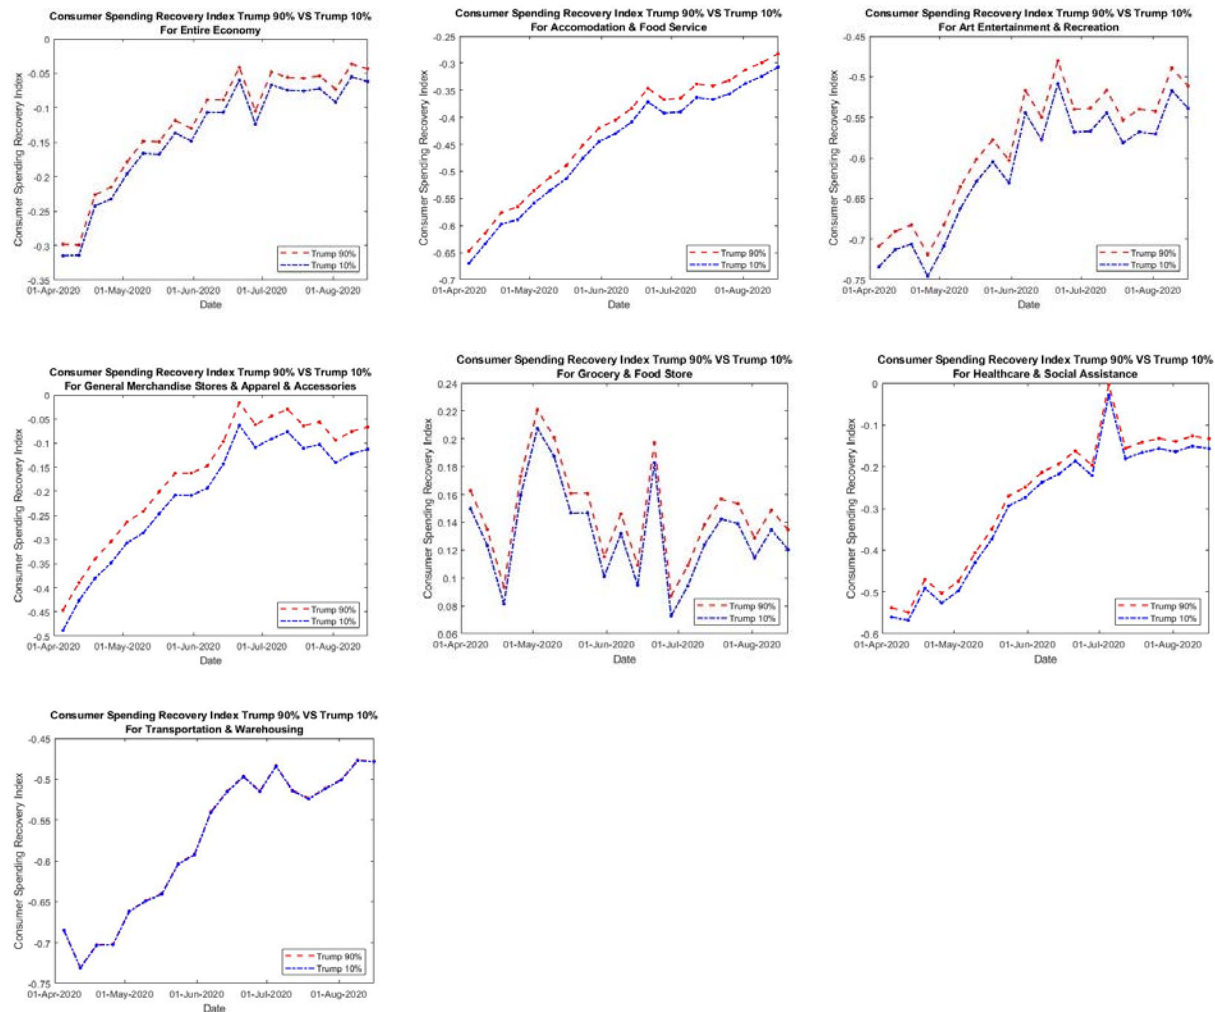 Consumer Spending Recovery Index Trump 90% VS Trump 10%
For Entire Economy
0
-0.05
-0.1
-0.15
-0.2
-0.25
-0.3
-0.35
Consumer Spending Recovery Index
Trump 90%
Trump 10%
01-Apr-2020 01-May-2020 01-Jun-2020 01-Jul-2020 01-Aug-2020
Date
Consumer Spending Recovery Index Trump 90% VS Trump 10%
For Accomodation & Food Service
-0.25
-0.3
-0.35
-0.4
-0.45
-0.5
-0.55
-0.6
-0.65
-0.7
Consumer Spending Recovery Index
Trump 90%
Trump 10%
01-Apr-2020 01-May-2020 01-Jun-2020 01-Jul-2020 01-Aug-2020
Date
Consumer Spending Recovery Index Trump 90% VS Trump 10%
For Art Entertainment & Recreation
-0.45
-0.5
-0.55
-0.6
-0.65
-0.7
-0.75
Consumer Spending Recovery Index
Trump 90%
Trump 10%
01-Apr-2020 01-May-2020 01-Jun-2020 01-Jul-2020 01-Aug-2020
Date
Consumer Spending Recovery Index Trump 90% VS Trump 10%
For General Merchandise Stores & Apparel & Accessories
0
-0.05
-0.1
-0.15
-0.2
-0.25
-0.3
-0.35
-0.4
-0.45
-0.5
Consumer Spending Recovery Index
Trump 90%
Trump 10%
01-Apr-2020 01-May-2020 01-Jun-2020 01-Jul-2020 01-Aug-2020
Date
Consumer Spending Recovery Index Trump 90% VS Trump 10%
For Grocery & Food Store
0.24
0.22
0.2
0.18
0.16
0.14
0.12
0.1
0.08
0.06
Consumer Spending Recovery Index
Trump 90%
Trump 10%
01-Apr-2020 01-May-2020 01-Jun-2020 01-Jul-2020 01-Aug-2020
Date
Consumer Spending Recovery Index Trump 90% VS Trump 10%
For Healthcare & Social Assistance
0
-0.1
-0.2
-0.3
-0.4
-0.5
-0.6
Consumer Spending Recovery Index
Trump 90%
Trump 10%
01-Apr-2020 01-May-2020 01-Jun-2020 01-Jul-2020 01-Aug-2020
Date
Consumer Spending Recovery Index Trump 90% VS Trump 10%
For Transportation & Warehousing
-0.45
-0.5
-0.55
-0.6
-0.65
-0.7
-0.75
Consumer Spending Recovery Index
Trump 90%
Trump 10%
01-Apr-2020 01-May-2020 01-Jun-2020 01-Jul-2020 01-Aug-2020
Date